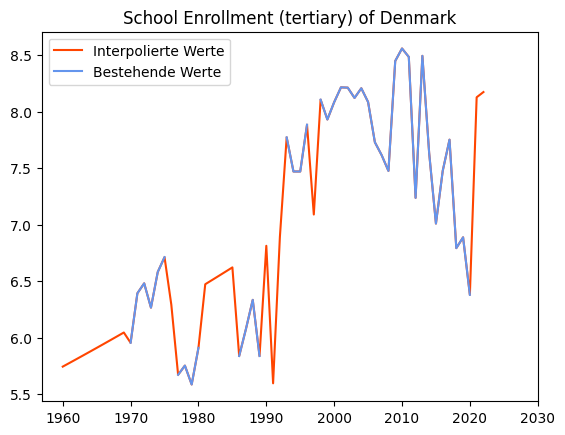 School Enrollment (tertiary) of Denmark
Interpolierte Werte
Bestehende Werte
8.5
8.0
7.5
7.0
6.5
6.0
5.5
1960 1970 1980 1990 2000 2010 2020 2030